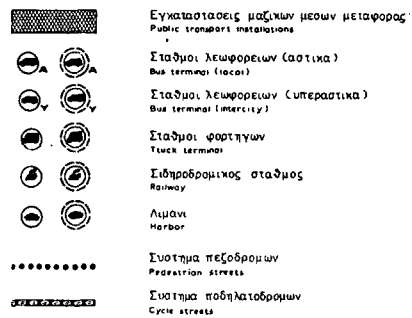 Εγκαταστασεις μαζικων μεσων μεταφορας
Public transport installations
A A Σταθμοι λεωφορειων (αστικα)
Bus terminal (local)
Y Y Σταθμοι λεωφορειων (υπεραστικα)
Bus terminal (intercity)
Σταθμοι φορτηγων
Truck terminal
Σιδηροδρομικος σταθμος
Railway
Λιμανι
Harbor
Συστημα πεζοδρομων
Pedestrian streets
Συστημα ποδηλατοδρομων
Cycle streets